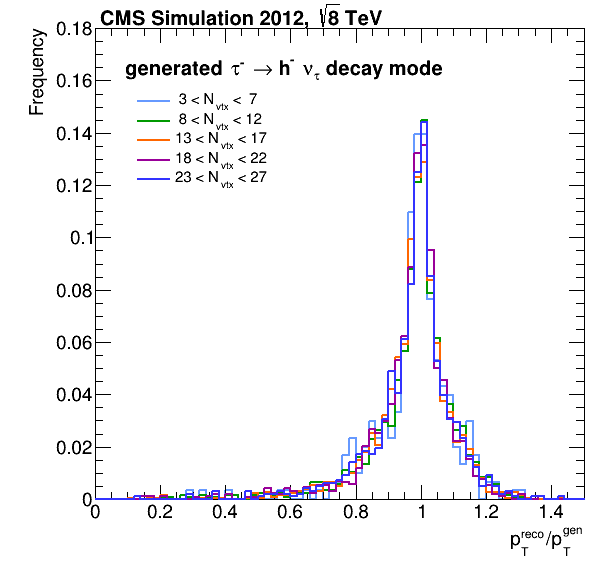 CMS Simulation 2012, √8 TeV
generated τ⁻ → h⁻ ν_τ decay mode
3 < N_vtx < 7
8 < N_vtx < 12
13 < N_vtx < 17
18 < N_vtx < 22
23 < N_vtx < 27
Frequency
0.18
0.16
0.14
0.12
0.1
0.08
0.06
0.04
0.02
0
0 0.2 0.4 0.6 0.8 1 1.2 1.4
p_T^reco/p_T^gen